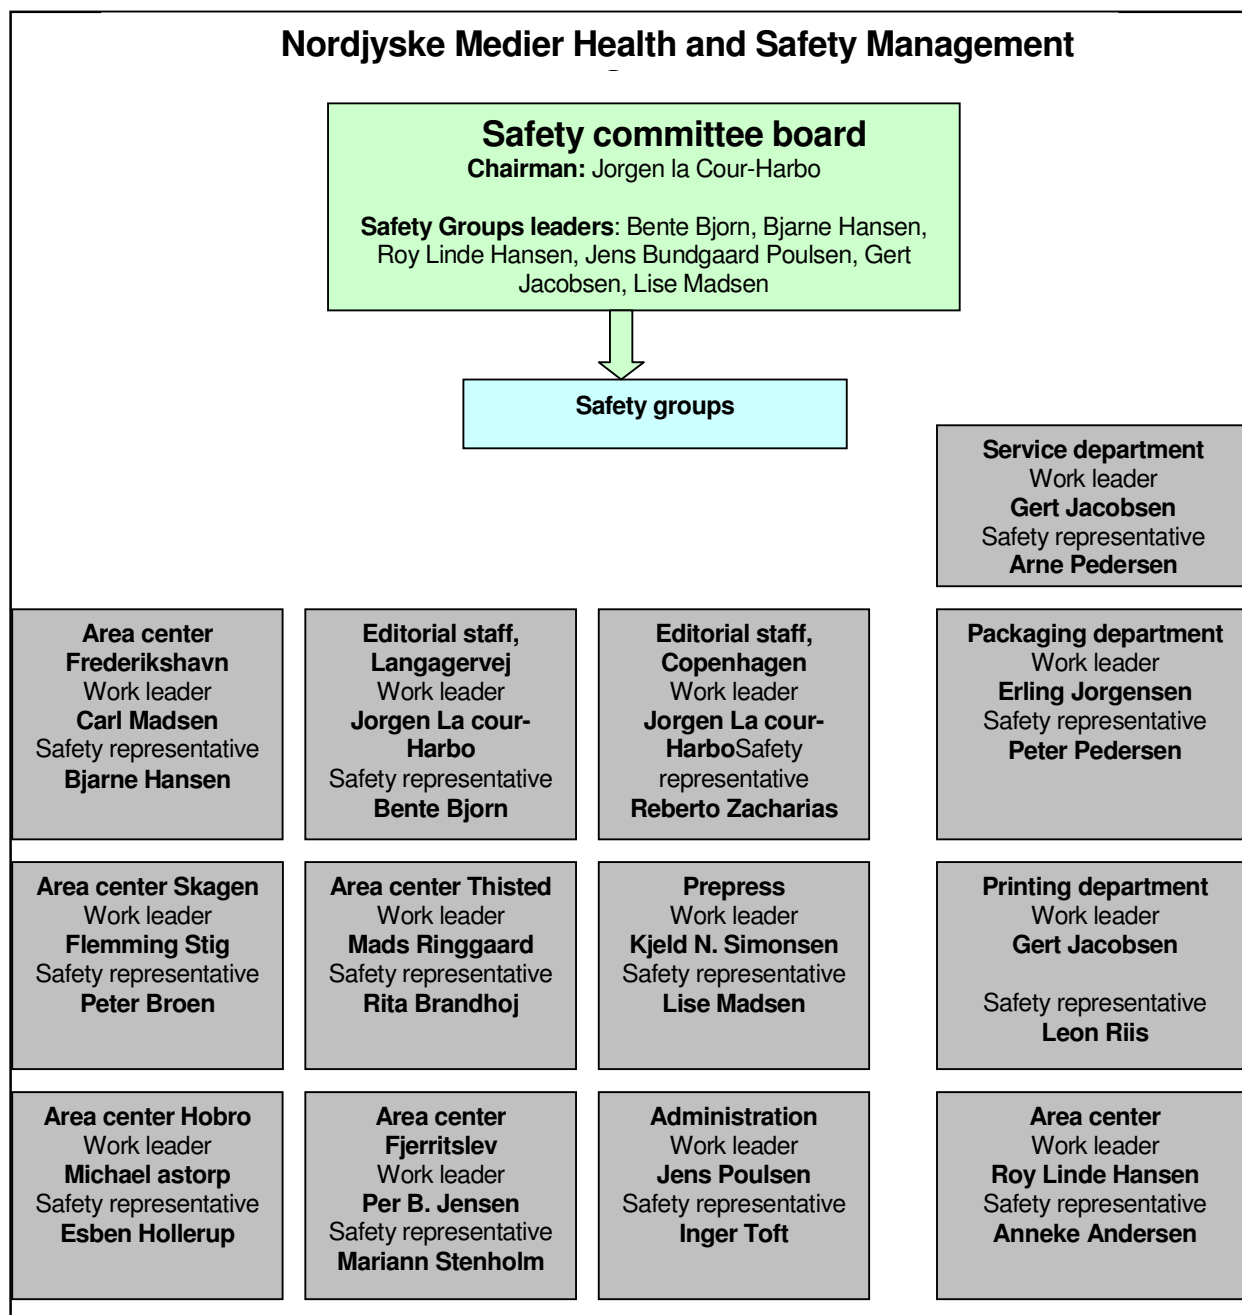 Nordjyske Medier Health and Safety Management
Safety committee board
Chairman: Jorgen la Cour-Harbo
Safety Groups leaders: Bente Bjorn, Bjarne Hansen,
Roy Linde Hansen, Jens Bundgaard Poulsen, Gert
Jacobsen, Lise Madsen
Safety groups
Service department
Work leader
Gert Jacobsen
Safety representative
Arne Pedersen
Area center
Frederikshavn
Work leader
Carl Madsen
Safety representative
Bjarne Hansen
Editorial staff,
Langagervej
Work leader
Jorgen La cour-
Harbo
Safety representative
Bente Bjorn
Editorial staff,
Copenhagen
Work leader
Jorgen La cour-
HarboSafety
representative
Reberto Zacharias
Packaging department
Work leader
Erling Jorgensen
Safety representative
Peter Pedersen
Area center Skagen
Work leader
Flemming Stig
Safety representative
Peter Broen
Area center Thisted
Work leader
Mads Ringgaard
Safety representative
Rita Brandhoj
Prepress
Work leader
Kjeld N. Simonsen
Safety representative
Lise Madsen
Printing department
Work leader
Gert Jacobsen
Safety representative
Leon Riis
Area center Hobro
Work leader
Michael astorp
Safety representative
Esben Hollerup
Area center
Fjerritslev
Work leader
Per B. Jensen
Safety representative
Mariann Stenholm
Administration
Work leader
Jens Poulsen
Safety representative
Inger Toft
Area center
Work leader
Roy Linde Hansen
Safety representative
Anneke Andersen